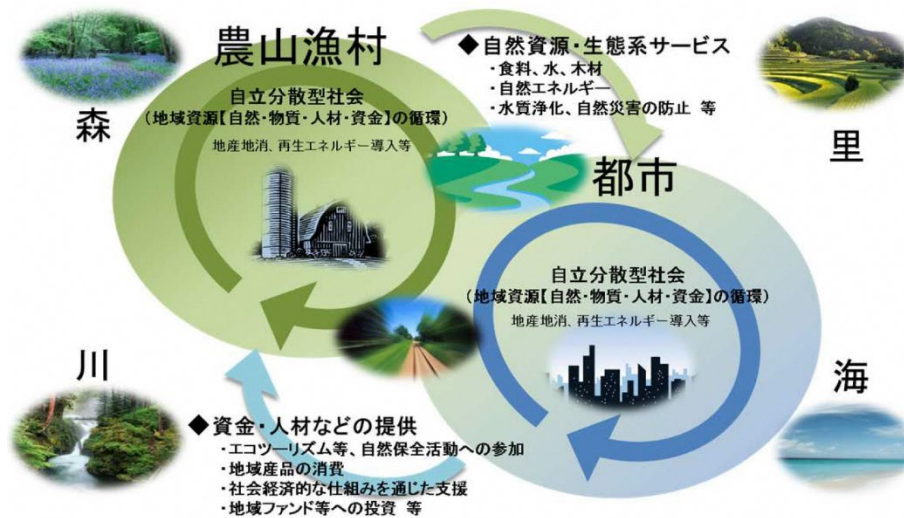 農山漁村
自立分散型社会
（地域資源【自然・物質・人材・資金】の循環）
地産地消、再生エネルギー導入等
◆自然資源・生態系サービス
・食料、水、木材
・自然エネルギー
・水質浄化、自然災害の防止 等
森
里
都市
自立分散型社会
（地域資源【自然・物質・人材・資金】の循環）
地産地消、再生エネルギー導入等
川
海
◆資金・人材などの提供
・エコツーリズム等、自然保全活動への参加
・地域産品の消費
・社会経済的な仕組みを通じた支援
・地域ファンド等への投資 等